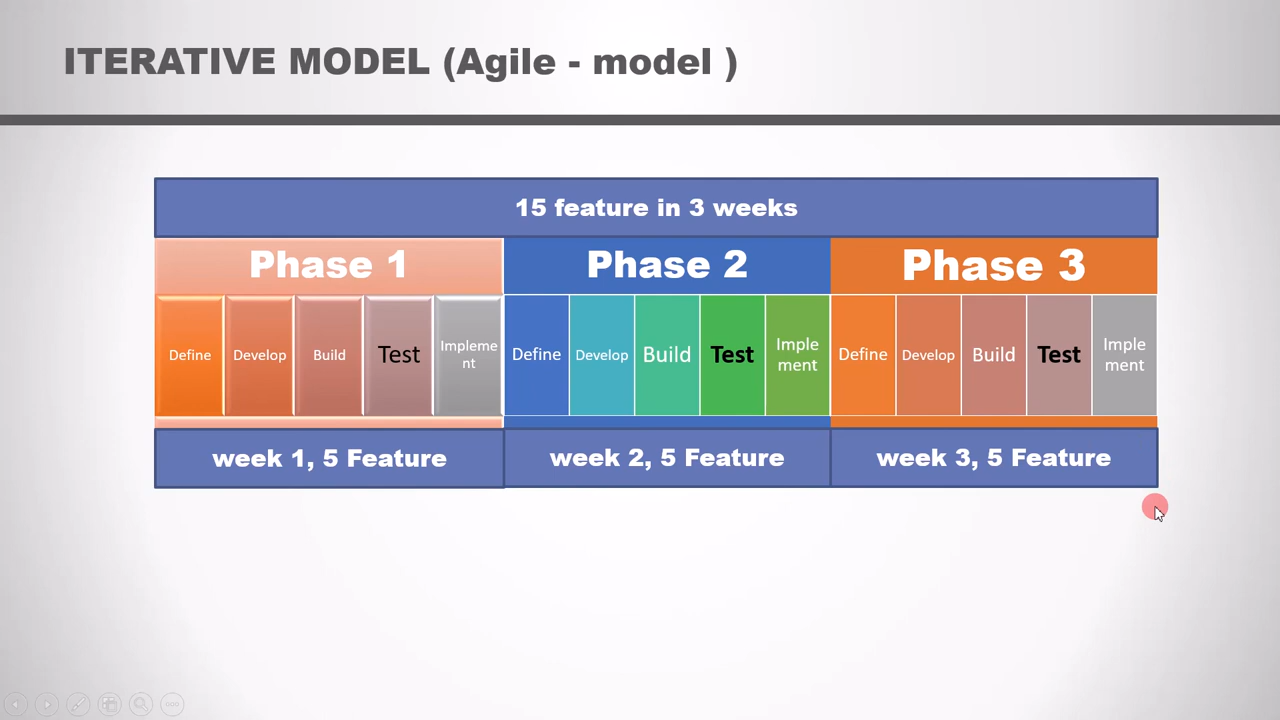 ITERATIVE MODEL (Agile - model )
15 feature in 3 weeks
Phase 1
Phase 2
Phase 3
Define
Develop
Build
Test
Impleme
nt
Define
Develop
Build
Test
Imple
ment
Define
Develop
Build
Test
Imple
ment
week 1, 5 Feature
week 2, 5 Feature
week 3, 5 Feature